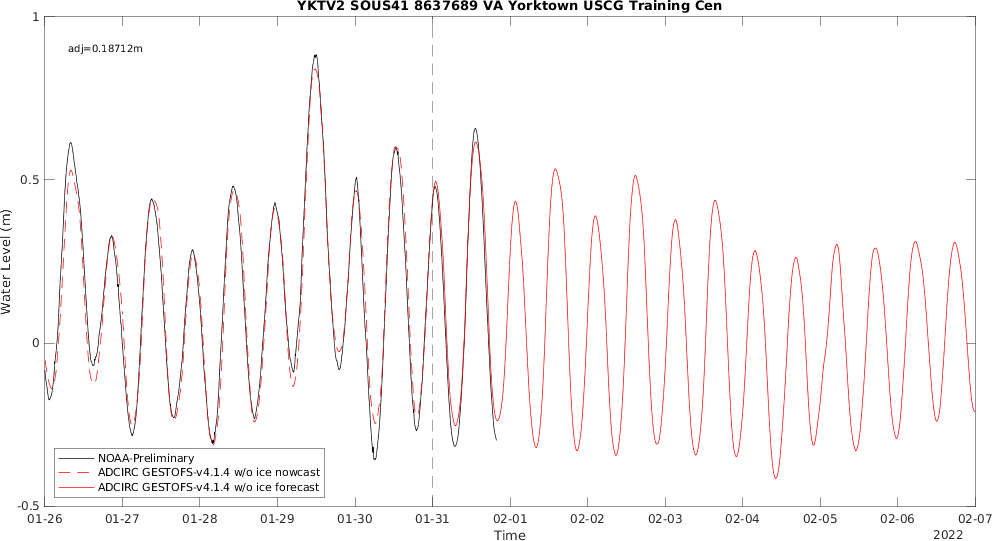 YKTV2 SOUS41 8637689 VA Yorktown USCG Training Cen
adj=0.18712m
1
0.5
0
-0.5
Water Level (m)
NOAA-Preliminary
ADCIRC GESTOFS-v4.1.4 w/o ice nowcast
ADCIRC GESTOFS-v4.1.4 w/o ice forecast
01-26 01-27 01-28 01-29 01-30 01-31 02-01 02-02 02-03 02-04 02-05 02-06 02-07
Time
2022